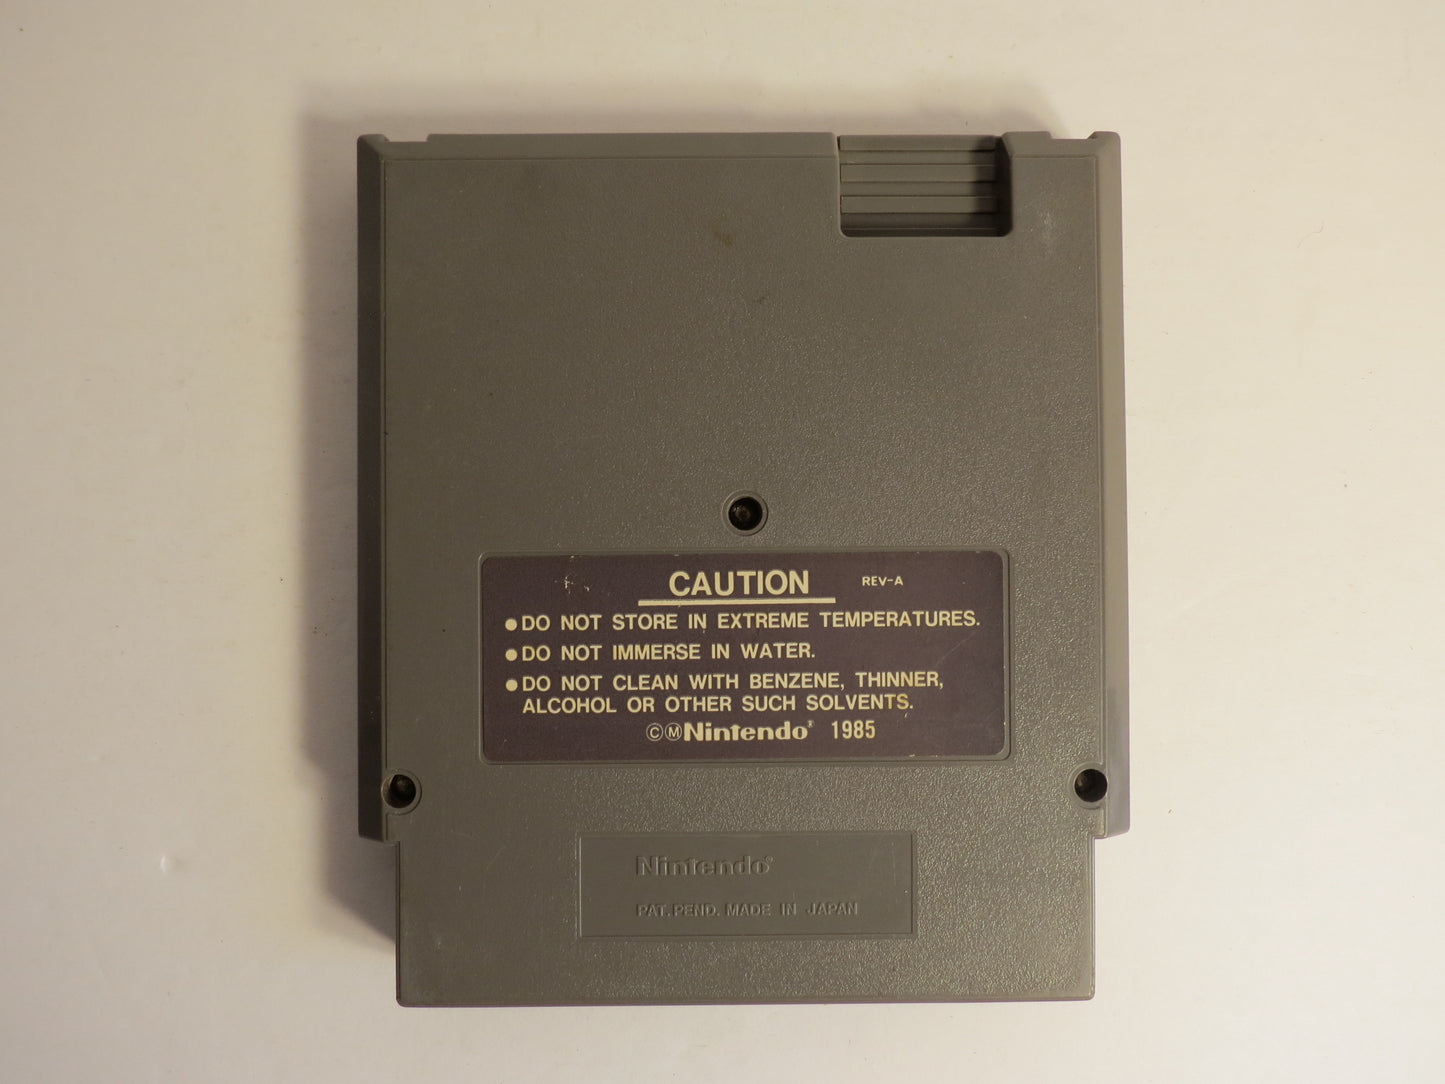 CAUTION REV-A
●DO NOT STORE IN EXTREME TEMPERATURES.
●DO NOT IMMERSE IN WATER.
●DO NOT CLEAN WITH BENZENE, THINNER,
ALCOHOL OR OTHER SUCH SOLVENTS.
ⒸⓂNintendo® 1985
Nintendo®
PAT. PEND. MADE IN JAPAN